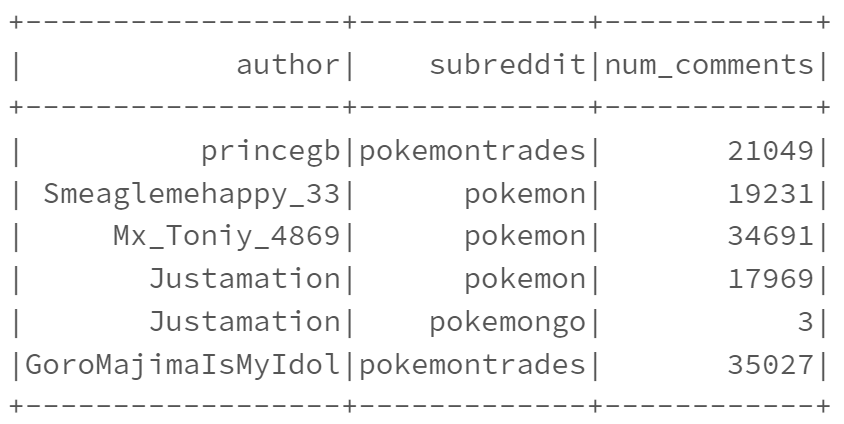 +------------------+-------------+------------+
|            author|    subreddit|num_comments|
+------------------+-------------+------------+
|          princegb|pokemontrades|       21049|
| Smeaglemehappy_33|      pokemon|       19231|
|     Mx_Toniy_4869|      pokemon|       34691|
|       Justamation|      pokemon|       17969|
|       Justamation|    pokemongo|           3|
|GoroMajimaIsMyIdol|pokemontrades|       35027|
+------------------+-------------+------------+